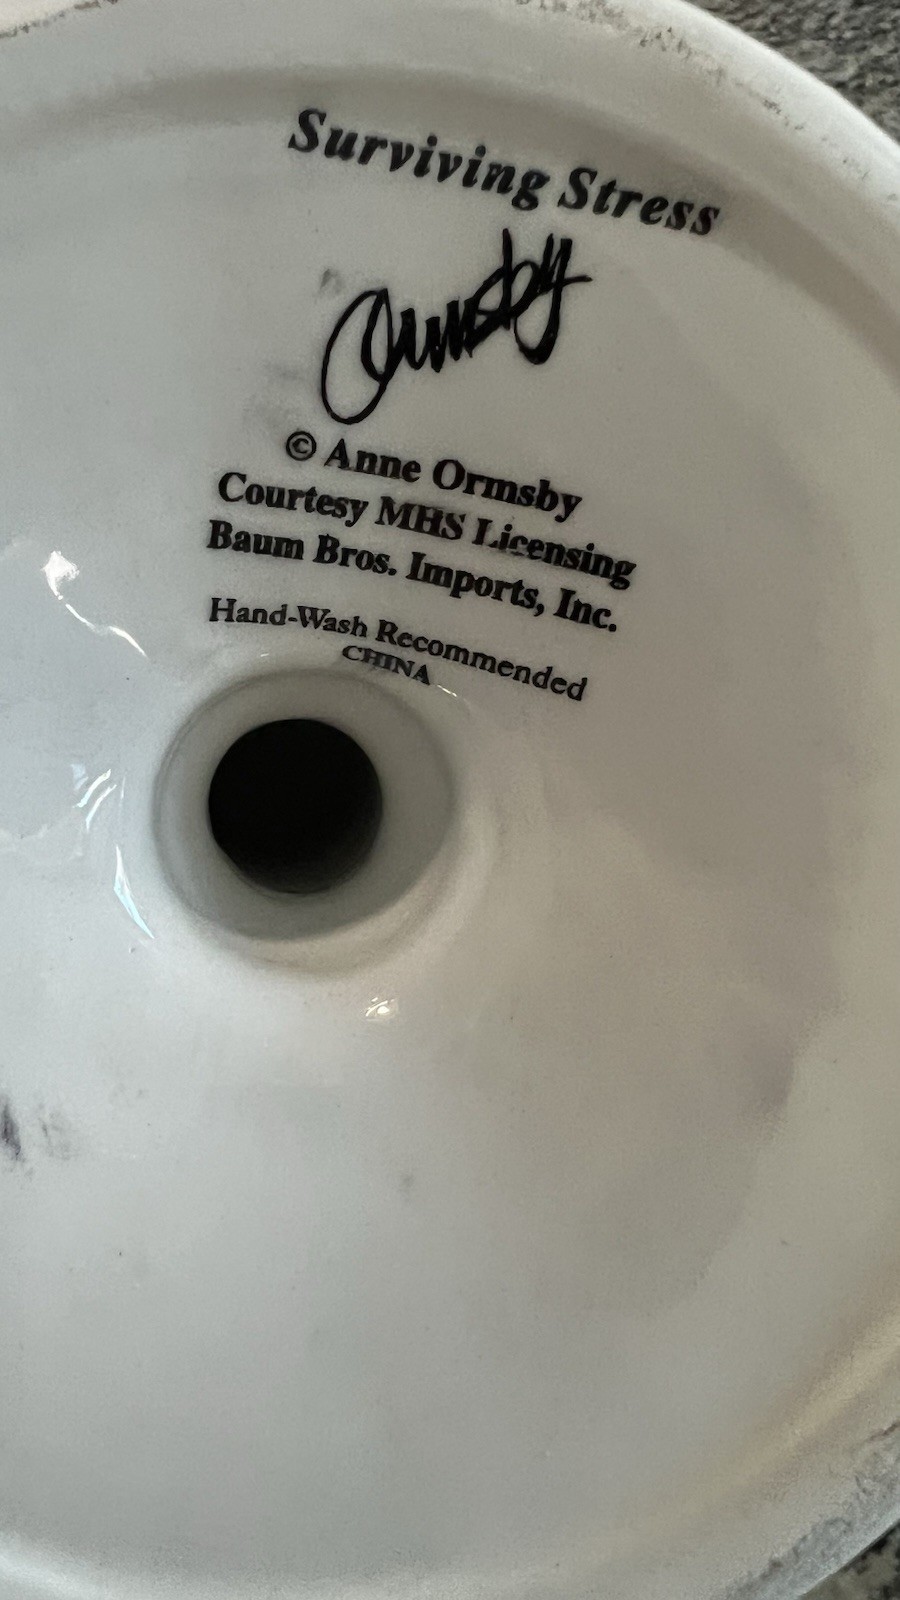 Surviving Stress
Ormsby
© Anne Ormsby
Courtesy MHS Licensing
Baum Bros. Imports, Inc.
Hand-Wash Recommended
CHINA